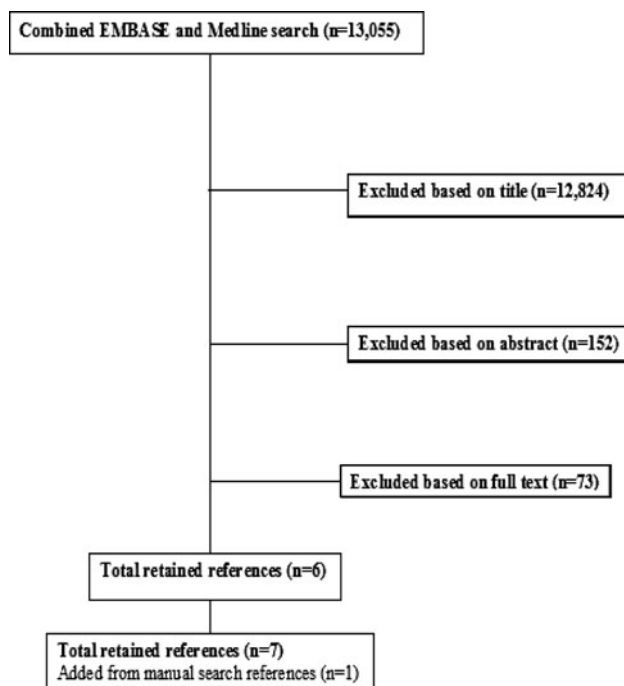 Combined EMBASE and Medline search (n=13,055)
Excluded based on title (n=12,824)
Excluded based on abstract (n=152)
Excluded based on full text (n=73)
Total retained references (n=6)
Total retained references (n=7)
Added from manual search references (n=1)